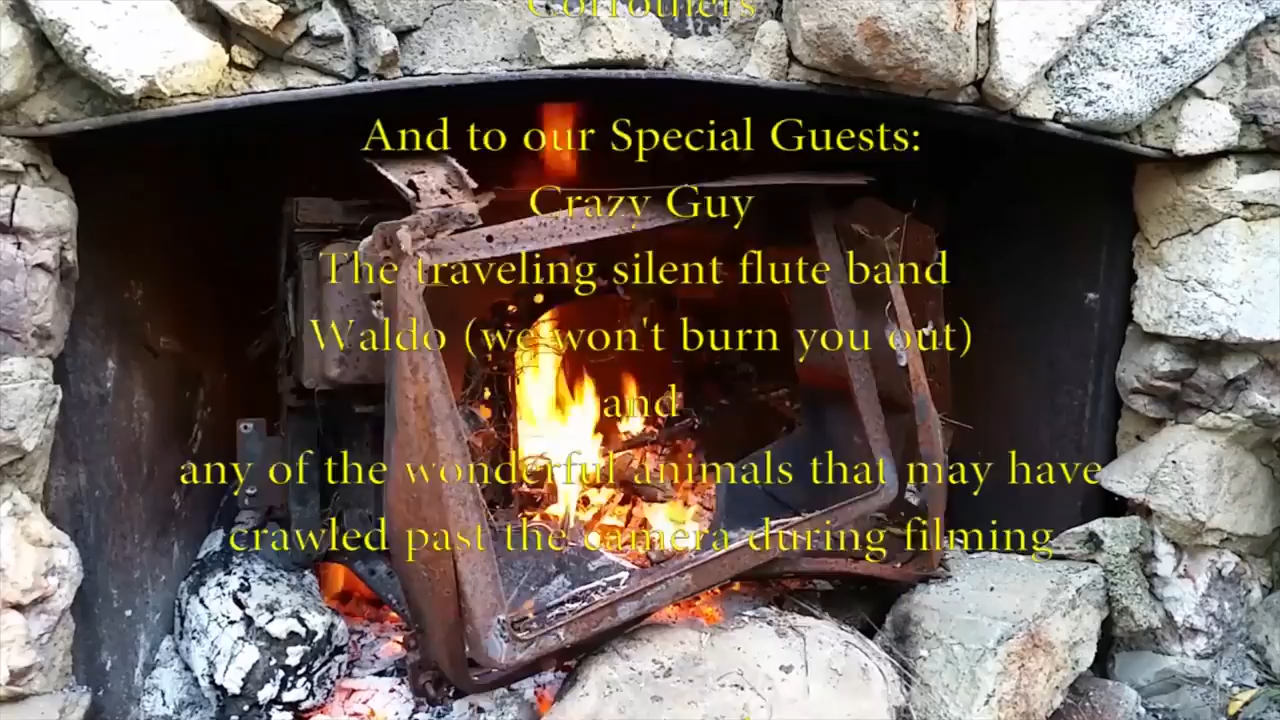 Corrothers
And to our Special Guests:
Crazy Guy
The traveling silent flute band
Waldo (we won't burn you out)
and
any of the wonderful animals that may have
crawled past the camera during filming